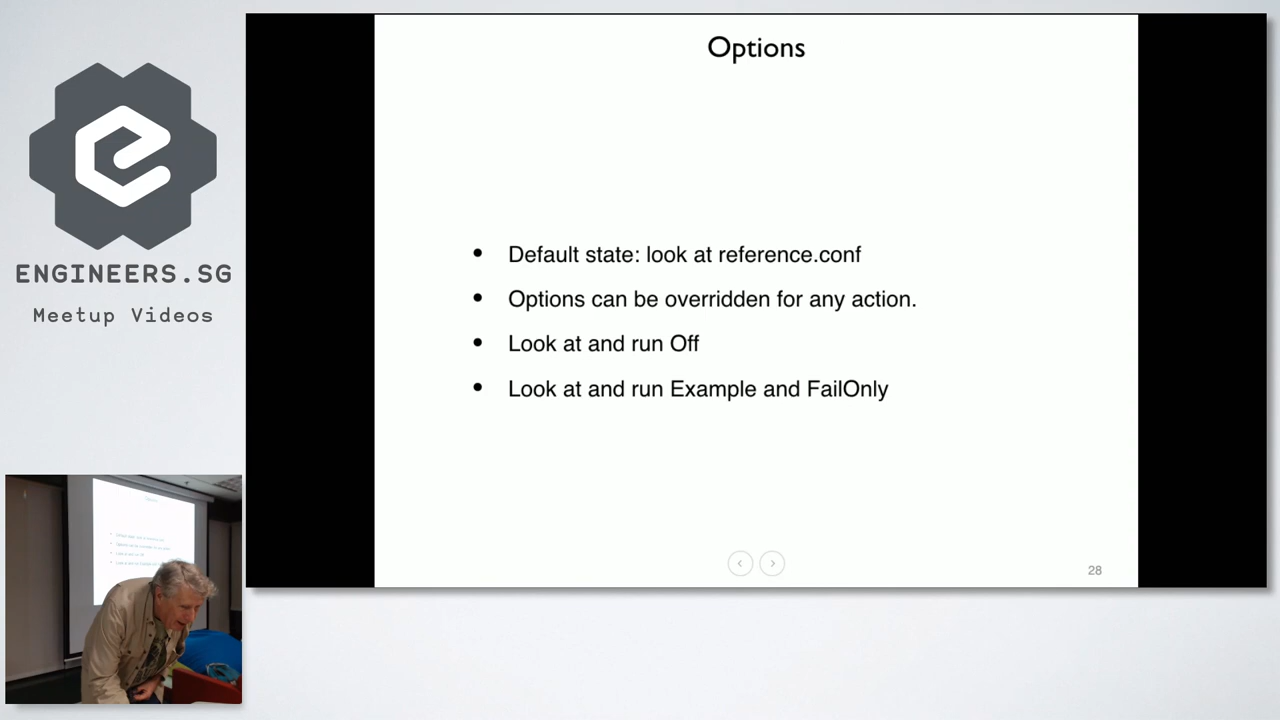 Options
ENGINEERS.SG
Meetup Videos
• Default state: look at reference.conf
• Options can be overridden for any action.
• Look at and run Off
• Look at and run Example and FailOnly
28